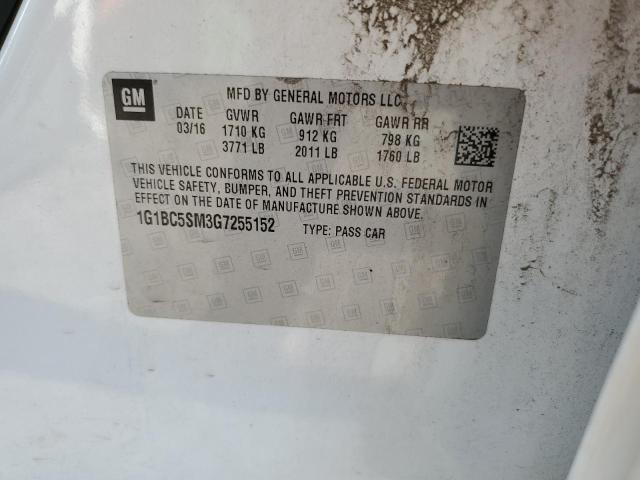 GM
MFD BY GENERAL MOTORS LLC
DATE GVWR GAWR FRT GAWR RR
03/16 1710 KG 912 KG 798 KG
3771 LB 2011 LB 1760 LB
THIS VEHICLE CONFORMS TO ALL APPLICABLE U.S. FEDERAL MOTOR
VEHICLE SAFETY, BUMPER, AND THEFT PREVENTION STANDARDS IN
EFFECT ON THE DATE OF MANUFACTURE SHOWN ABOVE.
1G1BC5SM3G7255152 TYPE: PASS CAR